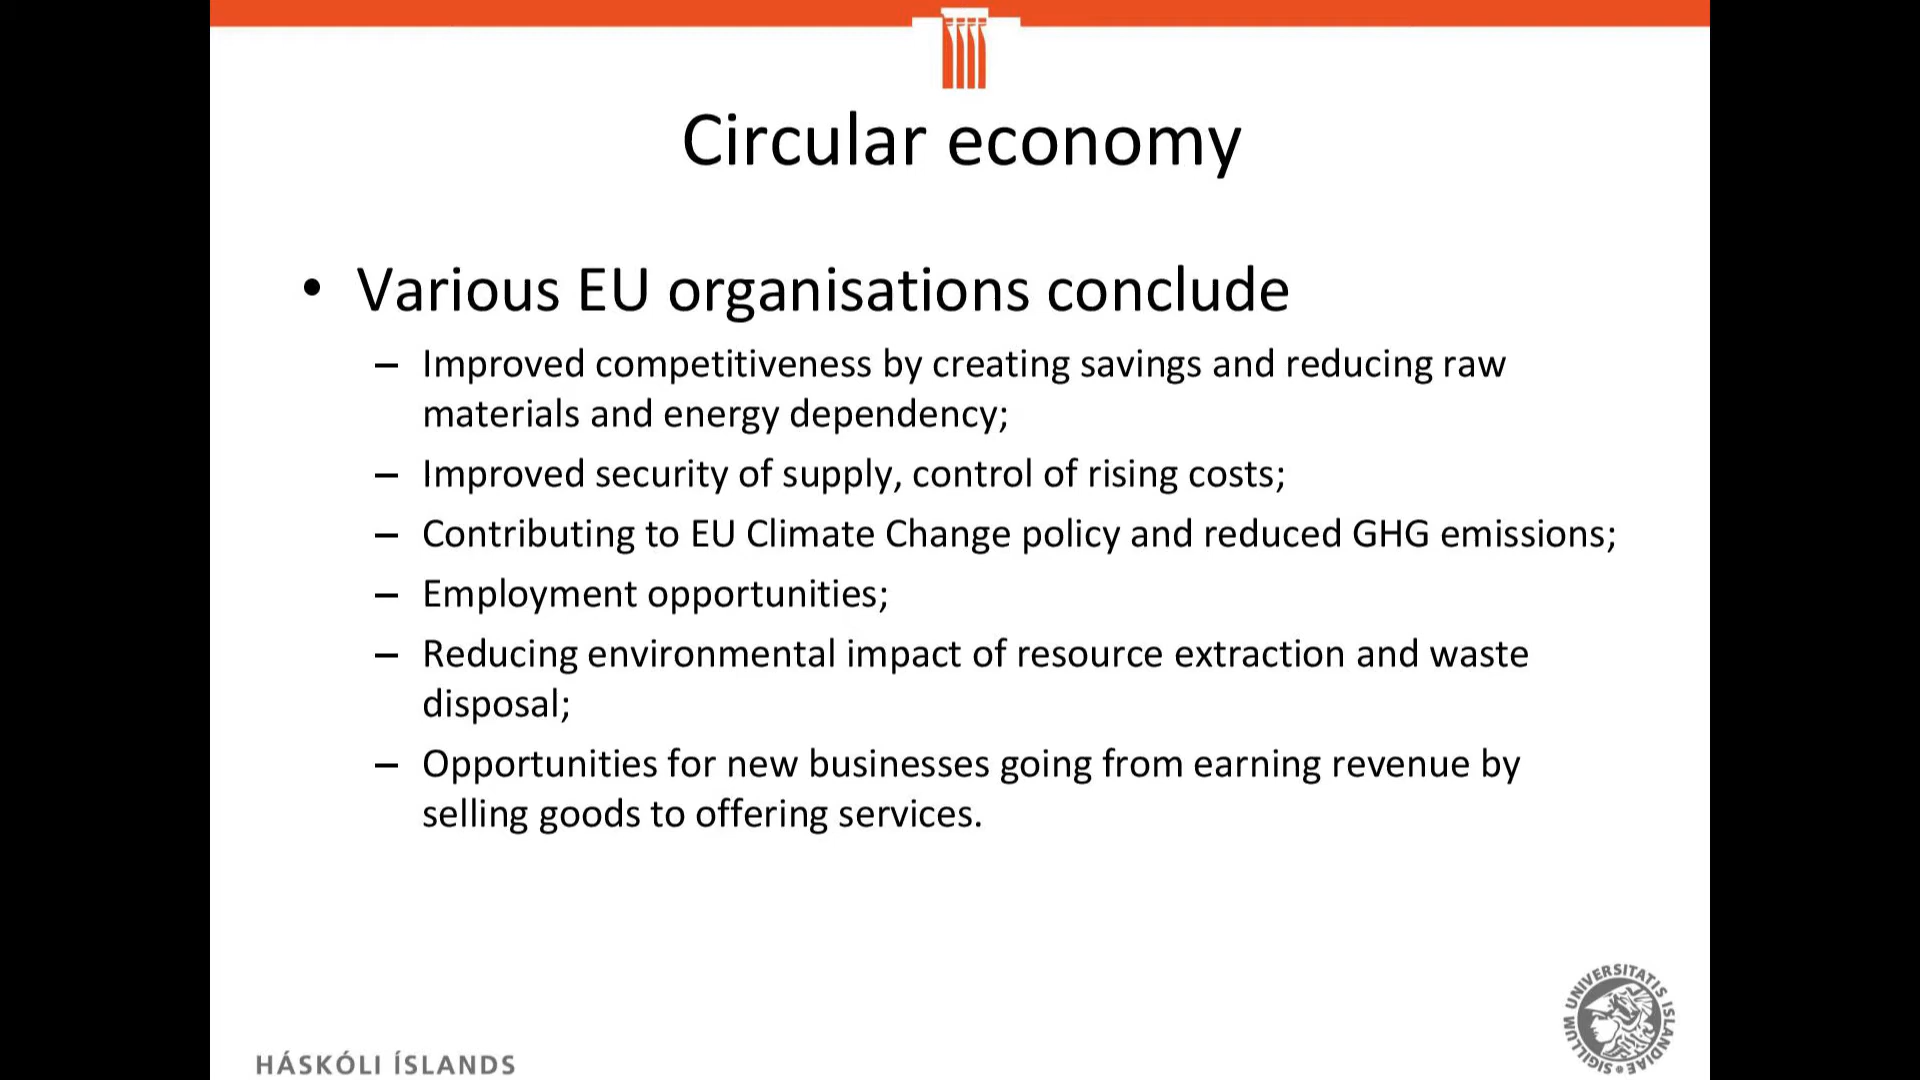 Circular economy
• Various EU organisations conclude
– Improved competitiveness by creating savings and reducing raw
materials and energy dependency;
– Improved security of supply, control of rising costs;
– Contributing to EU Climate Change policy and reduced GHG emissions;
– Employment opportunities;
– Reducing environmental impact of resource extraction and waste
disposal;
– Opportunities for new businesses going from earning revenue by
selling goods to offering services.
HÁSKÓLI ÍSLANDS
SIGILLUM UNIVERSITATIS ISLANDIAE